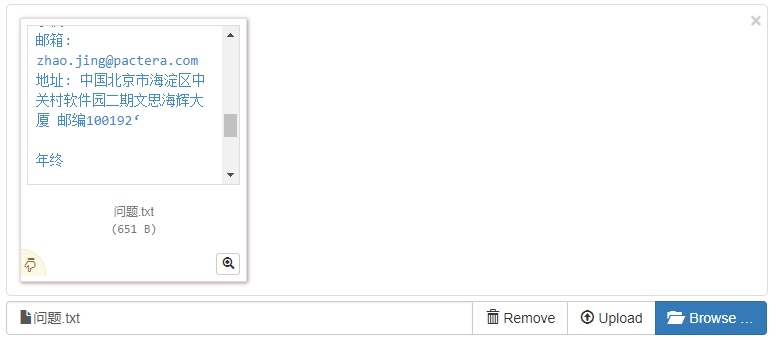 邮箱:
zhao.jing@pactera.com
地址: 中国北京市海淀区中
关村软件园二期文思海辉大
厦 邮编100192‘
年终
问题.txt
(651 B)
×
问题.txt
Remove
Upload
Browse ...